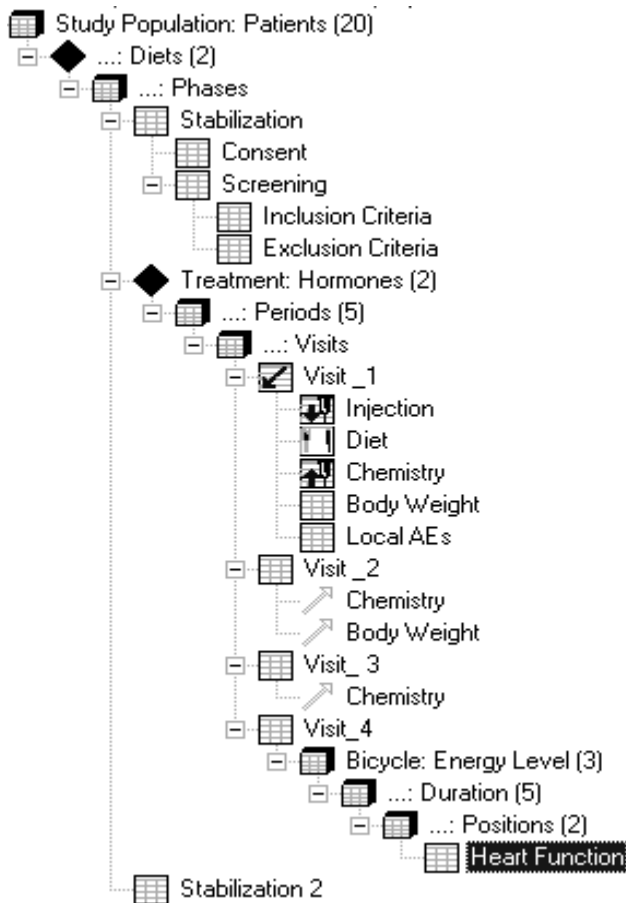 Study Population: Patients (20)
...: Diets (2)
...: Phases
Stabilization
Consent
Screening
Inclusion Criteria
Exclusion Criteria
Treatment: Hormones (2)
...: Periods (5)
...: Visits
Visit _1
Injection
Diet
Chemistry
Body Weight
Local AEs
Visit _2
Chemistry
Body Weight
Visit_ 3
Chemistry
Visit_4
Bicycle: Energy Level (3)
...: Duration (5)
...: Positions (2)
Heart Function
Stabilization 2